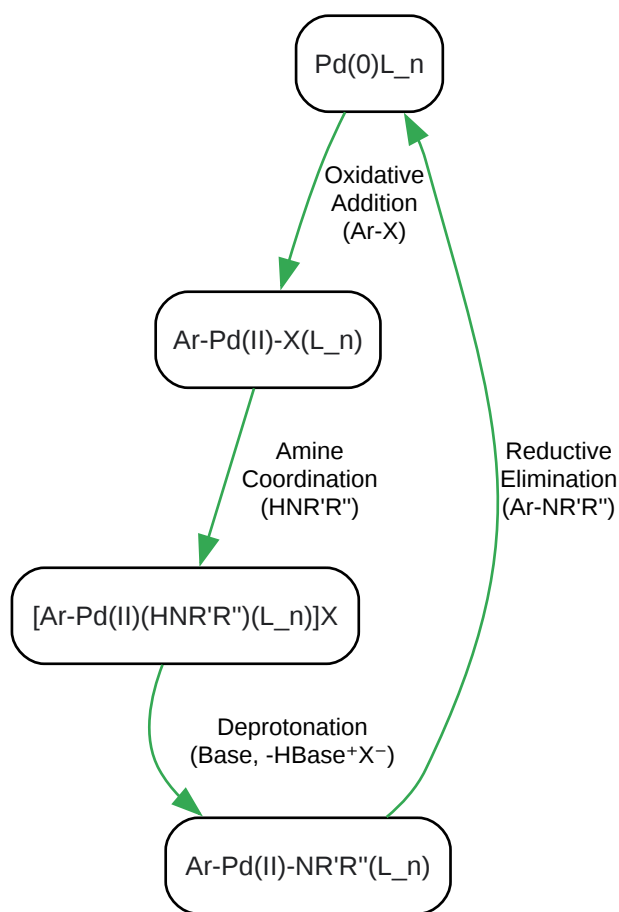 Pd(0)L_n
Oxidative
Addition
(Ar-X)
Ar-Pd(II)-X(L_n)
Amine
Coordination
(HNR'R")
Reductive
Elimination
(Ar-NR'R")
[Ar-Pd(II)(HNR'R")(L_n)]X
Deprotonation
(Base, -HBase⁺X⁻)
Ar-Pd(II)-NR'R"(L_n)